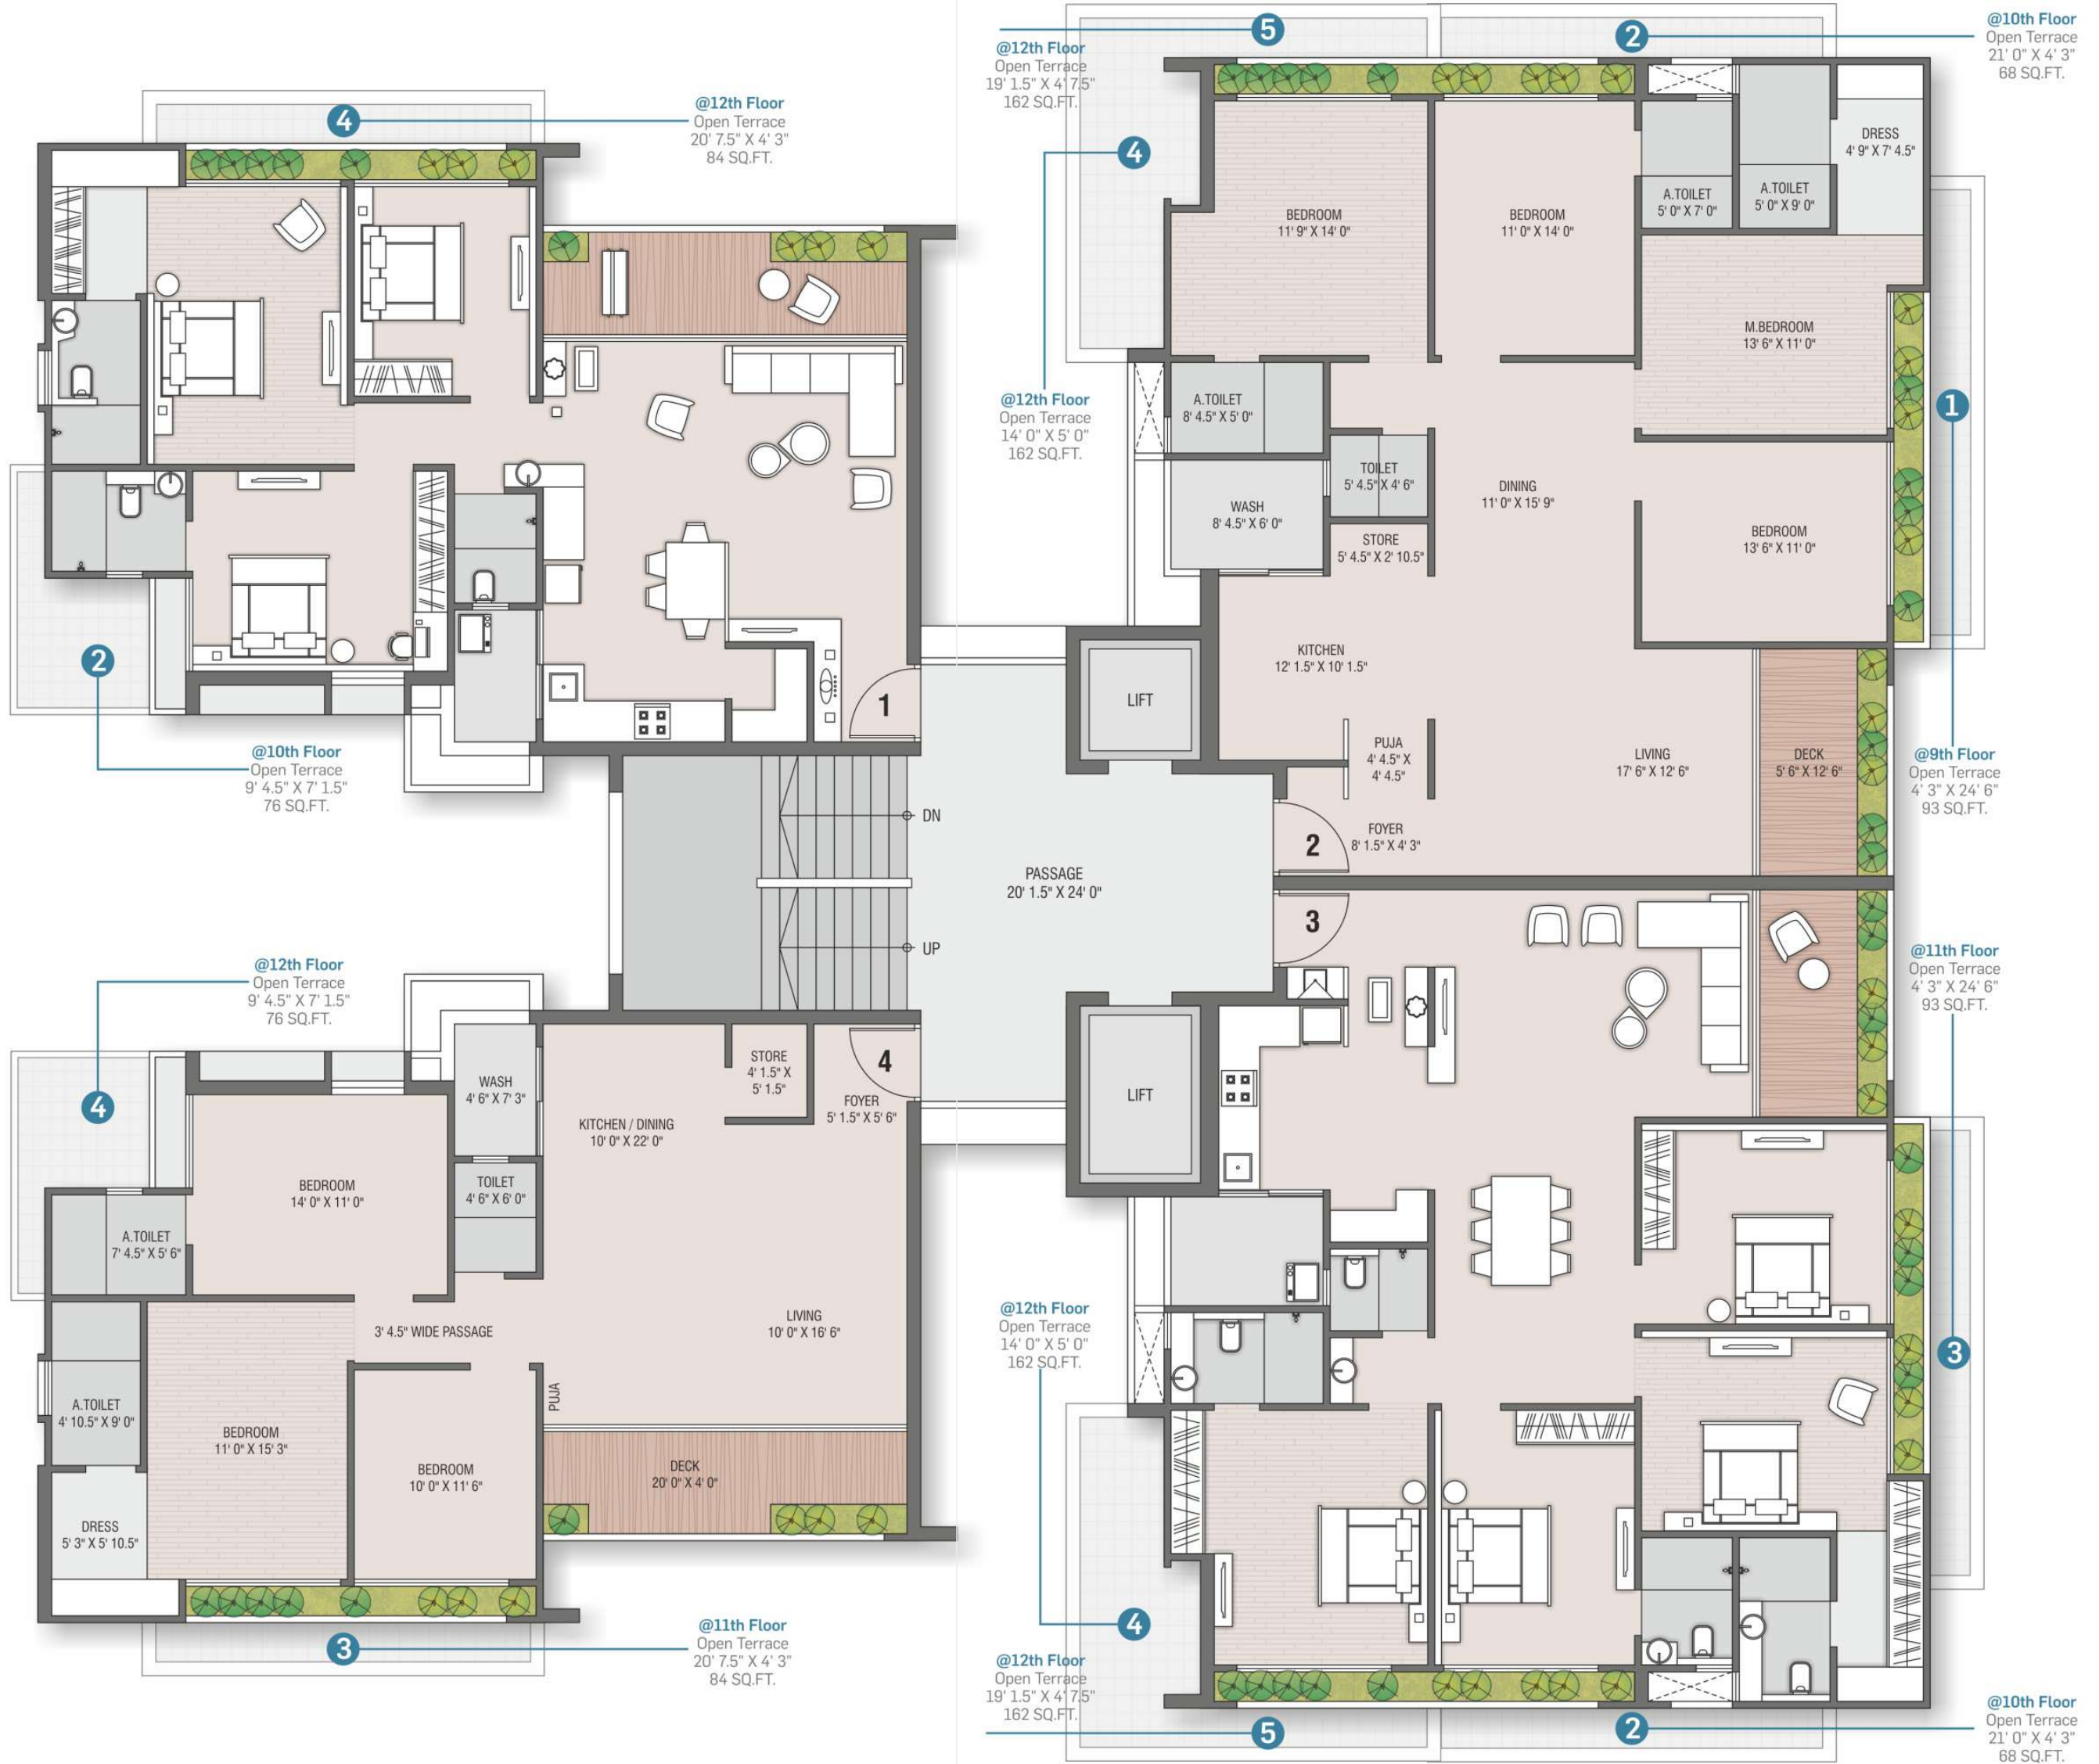 @12th Floor
Open Terrace
20' 7.5" X 4' 3"
84 SQ.FT.
4
2
@10th Floor
Open Terrace
9' 4.5" X 7' 1.5"
76 SQ.FT.
1
@12th Floor
Open Terrace
19' 1.5" X 4' 7.5"
162 SQ.FT.
5
2
@10th Floor
Open Terrace
21' 0" X 4' 3"
68 SQ.FT.
4
@12th Floor
Open Terrace
14' 0" X 5' 0"
162 SQ.FT.
BEDROOM
11' 9" X 14' 0"
BEDROOM
11' 0" X 14' 0"
A.TOILET
5' 0" X 7' 0"
A.TOILET
5' 0" X 9' 0"
DRESS
4' 9" X 7' 4.5"
M.BEDROOM
13' 6" X 11' 0"
1
A.TOILET
8' 4.5" X 5' 0"
TOILET
5' 4.5" X 4' 6"
WASH
8' 4.5" X 6' 0"
STORE
5' 4.5" X 2' 10.5"
DINING
11' 0" X 15' 9"
BEDROOM
13' 6" X 11' 0"
KITCHEN
12' 1.5" X 10' 1.5"
PUJA
4' 4.5" X
4' 4.5"
LIVING
17' 6" X 12' 6"
DECK
5' 6" X 12' 6"
@9th Floor
Open Terrace
4' 3" X 24' 6"
93 SQ.FT.
FOYER
8' 1.5" X 4' 3"
2
LIFT
DN
PASSAGE
20' 1.5" X 24' 0"
UP
LIFT
3
@11th Floor
Open Terrace
4' 3" X 24' 6"
93 SQ.FT.
3
@12th Floor
Open Terrace
9' 4.5" X 7' 1.5"
76 SQ.FT.
4
WASH
4' 6" X 7' 3"
STORE
4' 1.5" X
5' 1.5"
4
FOYER
5' 1.5" X 5' 6"
KITCHEN / DINING
10' 0" X 22' 0"
BEDROOM
14' 0" X 11' 0"
TOILET
4' 6" X 6' 0"
A.TOILET
7' 4.5" X 5' 6"
3' 4.5" WIDE PASSAGE
LIVING
10' 0" X 16' 6"
A.TOILET
4' 10.5" X 9' 0"
BEDROOM
11' 0" X 15' 3"
PUJA
BEDROOM
10' 0" X 11' 6"
DECK
20' 0" X 4' 0"
DRESS
5' 3" X 5' 10.5"
3
@11th Floor
Open Terrace
20' 7.5" X 4' 3"
84 SQ.FT.
@12th Floor
Open Terrace
14' 0" X 5' 0"
162 SQ.FT.
4
@12th Floor
Open Terrace
19' 1.5" X 4' 7.5"
162 SQ.FT.
5
2
@10th Floor
Open Terrace
21' 0" X 4' 3"
68 SQ.FT.